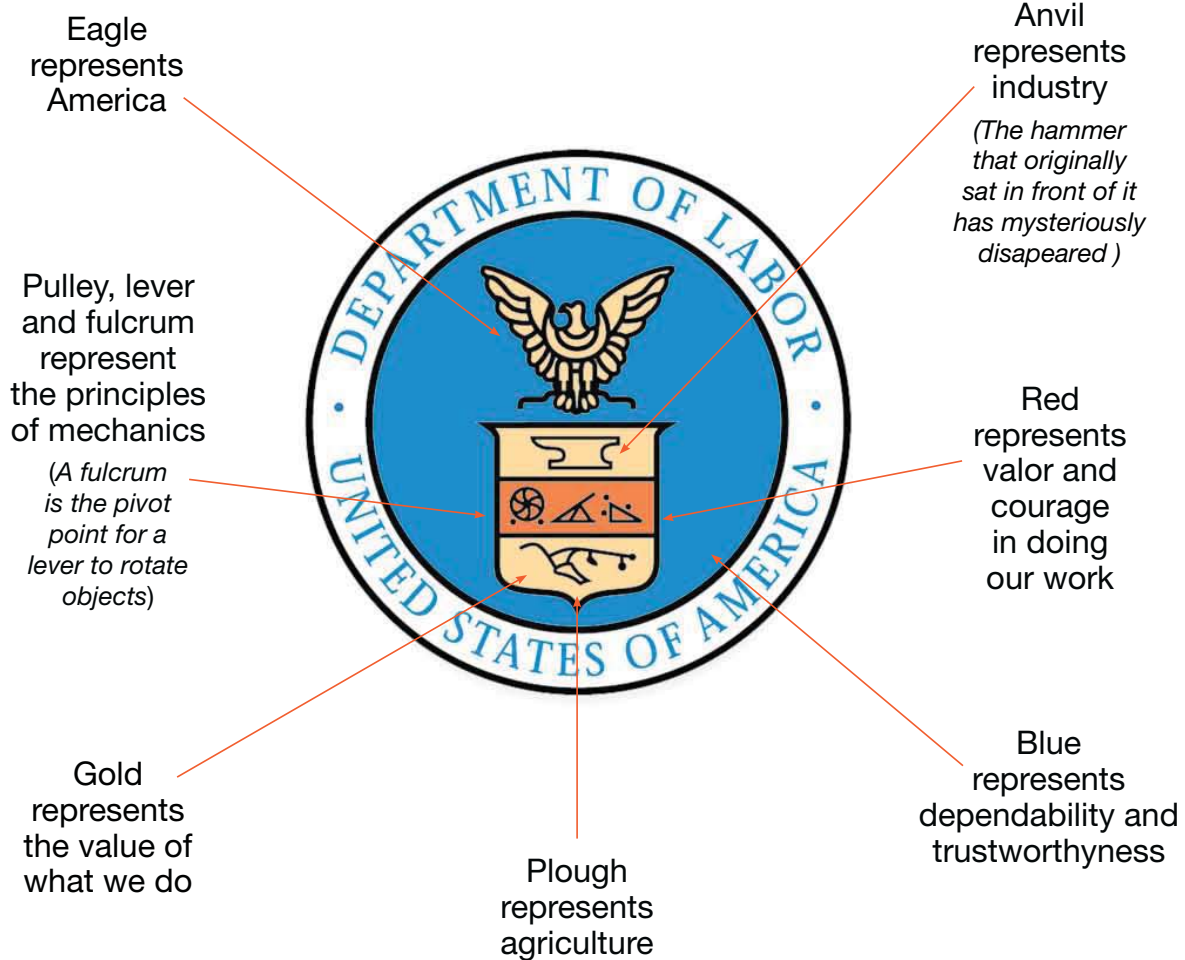 Eagle
represents
America
Anvil
represents
industry
(The hammer
that originally
sat in front of it
has mysteriously
disapeared )
DEPARTMENT OF LABOR
UNITED STATES OF AMERICA
Pulley, lever
and fulcrum
represent
the principles
of mechanics
(A fulcrum
is the pivot
point for a
lever to rotate
objects)
Red
represents
valor and
courage
in doing
our work
Gold
represents
the value of
what we do
Plough
represents
agriculture
Blue
represents
dependability and
trustworthyness